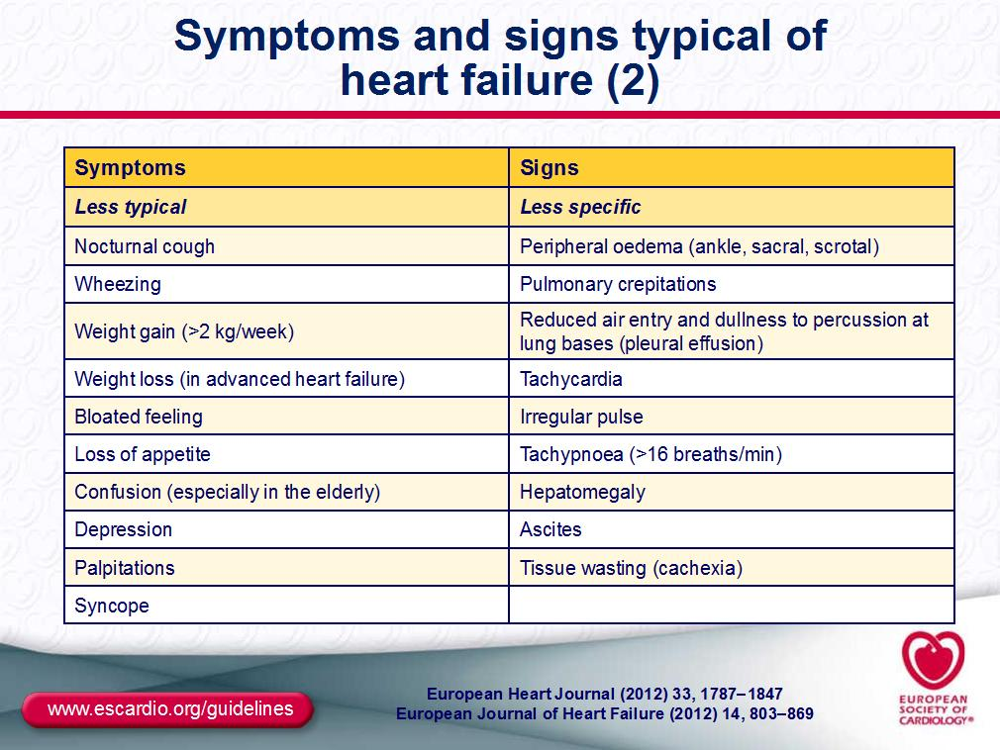 Symptoms and signs typical of
heart failure (2)
Symptoms
Signs
Less typical
Less specific
Nocturnal cough
Peripheral oedema (ankle, sacral, scrotal)
Wheezing
Pulmonary crepitations
Weight gain (>2 kg/week)
Reduced air entry and dullness to percussion at
lung bases (pleural effusion)
Weight loss (in advanced heart failure)
Tachycardia
Bloated feeling
Irregular pulse
Loss of appetite
Tachypnoea (>16 breaths/min)
Confusion (especially in the elderly)
Hepatomegaly
Depression
Ascites
Palpitations
Tissue wasting (cachexia)
Syncope
www.escardio.org/guidelines
European Heart Journal (2012) 33, 1787–1847
European Journal of Heart Failure (2012) 14, 803–869
EUROPEAN
SOCIETY OF
CARDIOLOGY®